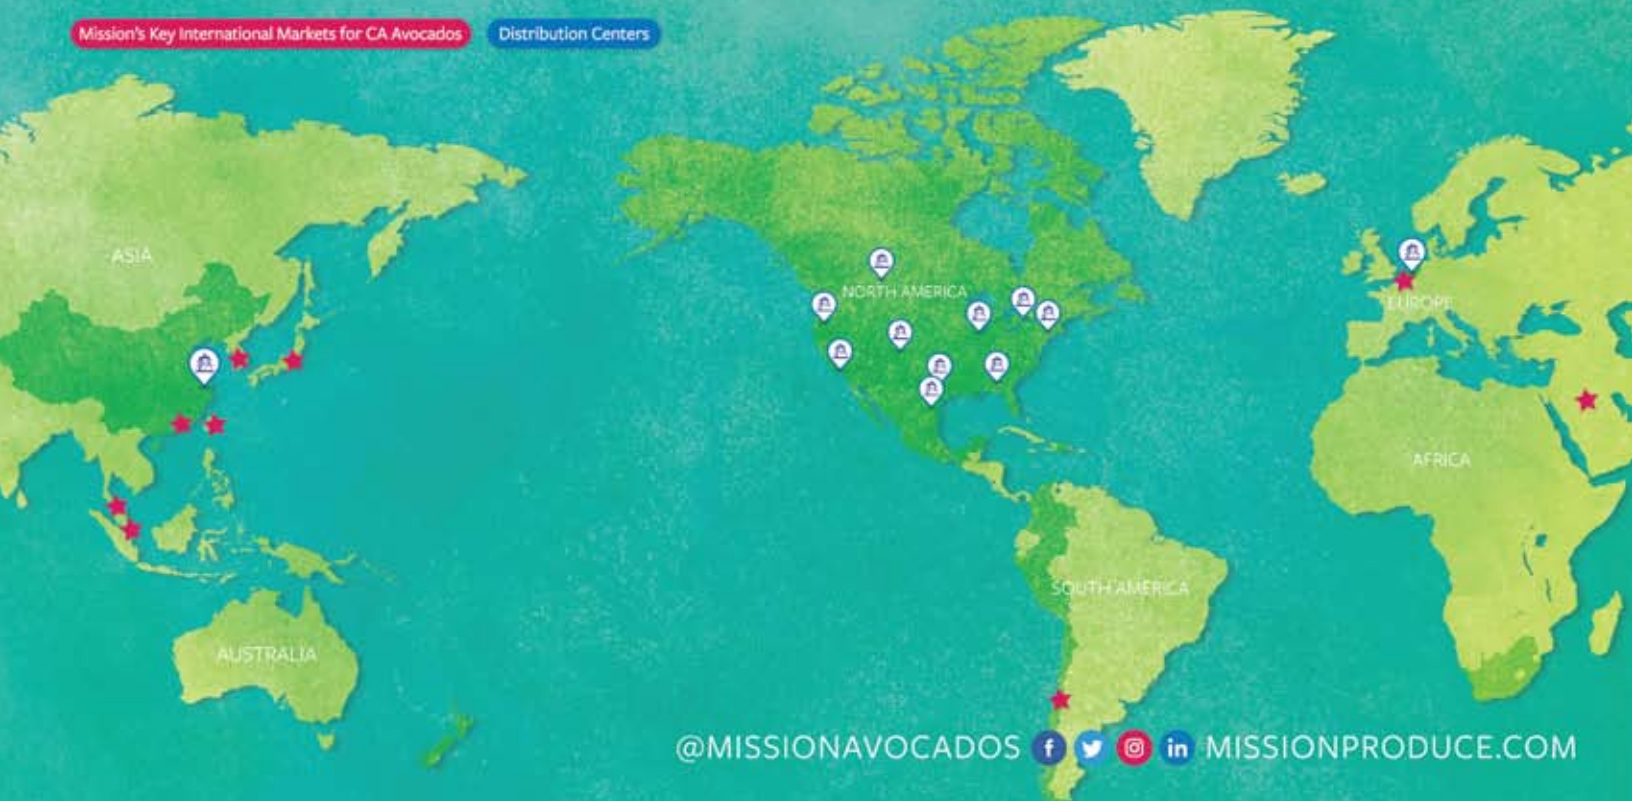 Mission's Key International Markets for CA Avocados
Distribution Centers
ASIA
NORTH AMERICA
EUROPE
AFRICA
SOUTH AMERICA
AUSTRALIA
@MISSIONAVOCADOS f in MISSIONPRODUCE.COM